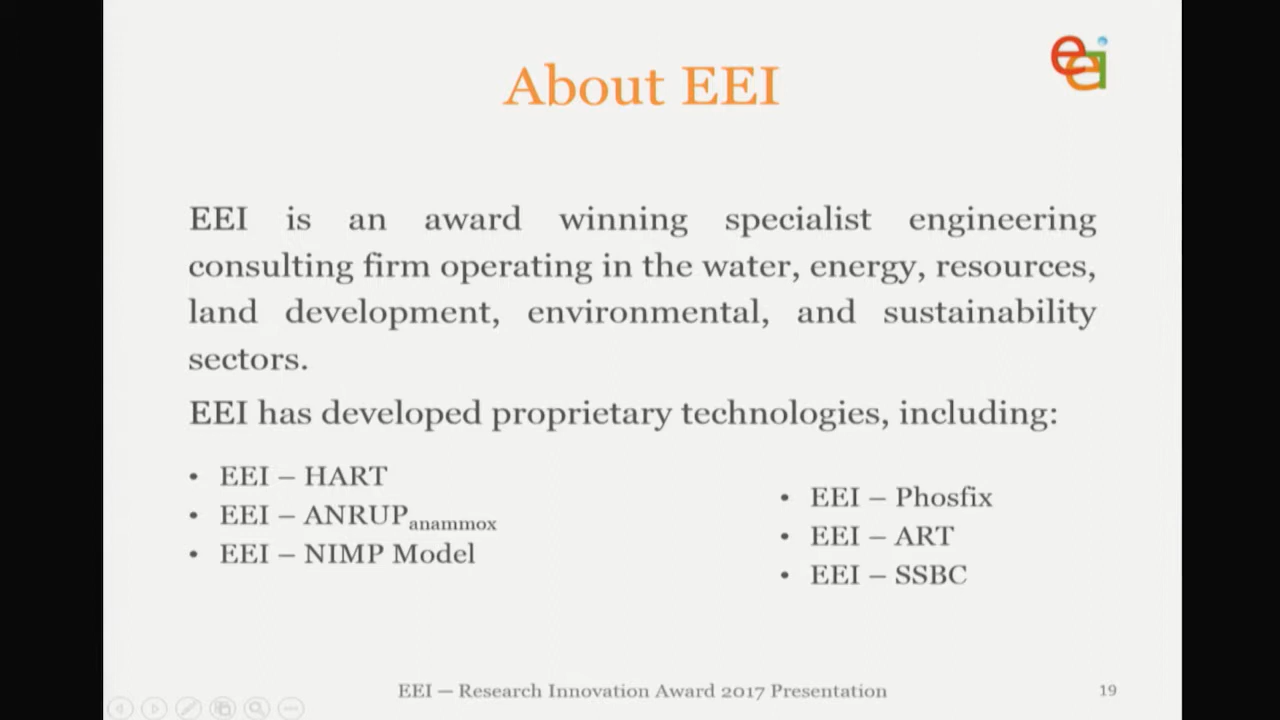 eei
About EEI
EEI is an award winning specialist engineering
consulting firm operating in the water, energy, resources,
land development, environmental, and sustainability
sectors.
EEI has developed proprietary technologies, including:
• EEI – HART
• EEI – ANRUPanammox
• EEI – NIMP Model
• EEI – Phosfix
• EEI – ART
• EEI – SSBC
EEI — Research Innovation Award 2017 Presentation
19